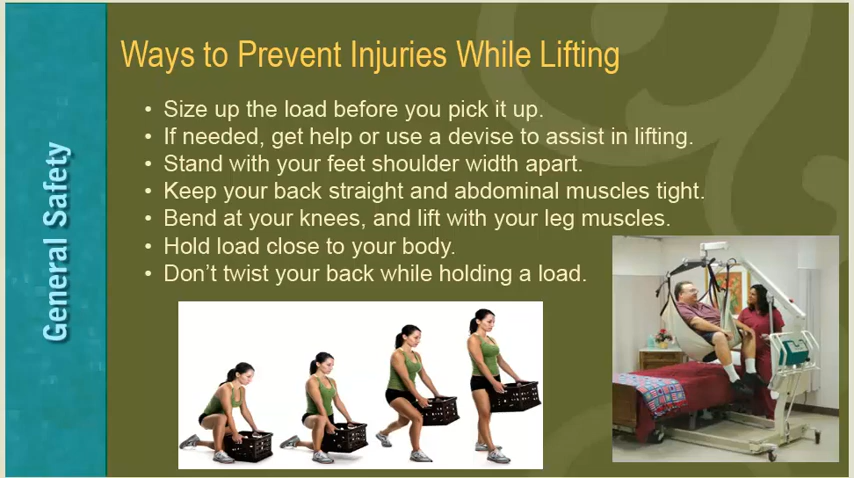 General Safety
Ways to Prevent Injuries While Lifting
• Size up the load before you pick it up.
• If needed, get help or use a devise to assist in lifting.
• Stand with your feet shoulder width apart.
• Keep your back straight and abdominal muscles tight.
• Bend at your knees, and lift with your leg muscles.
• Hold load close to your body.
• Don't twist your back while holding a load.